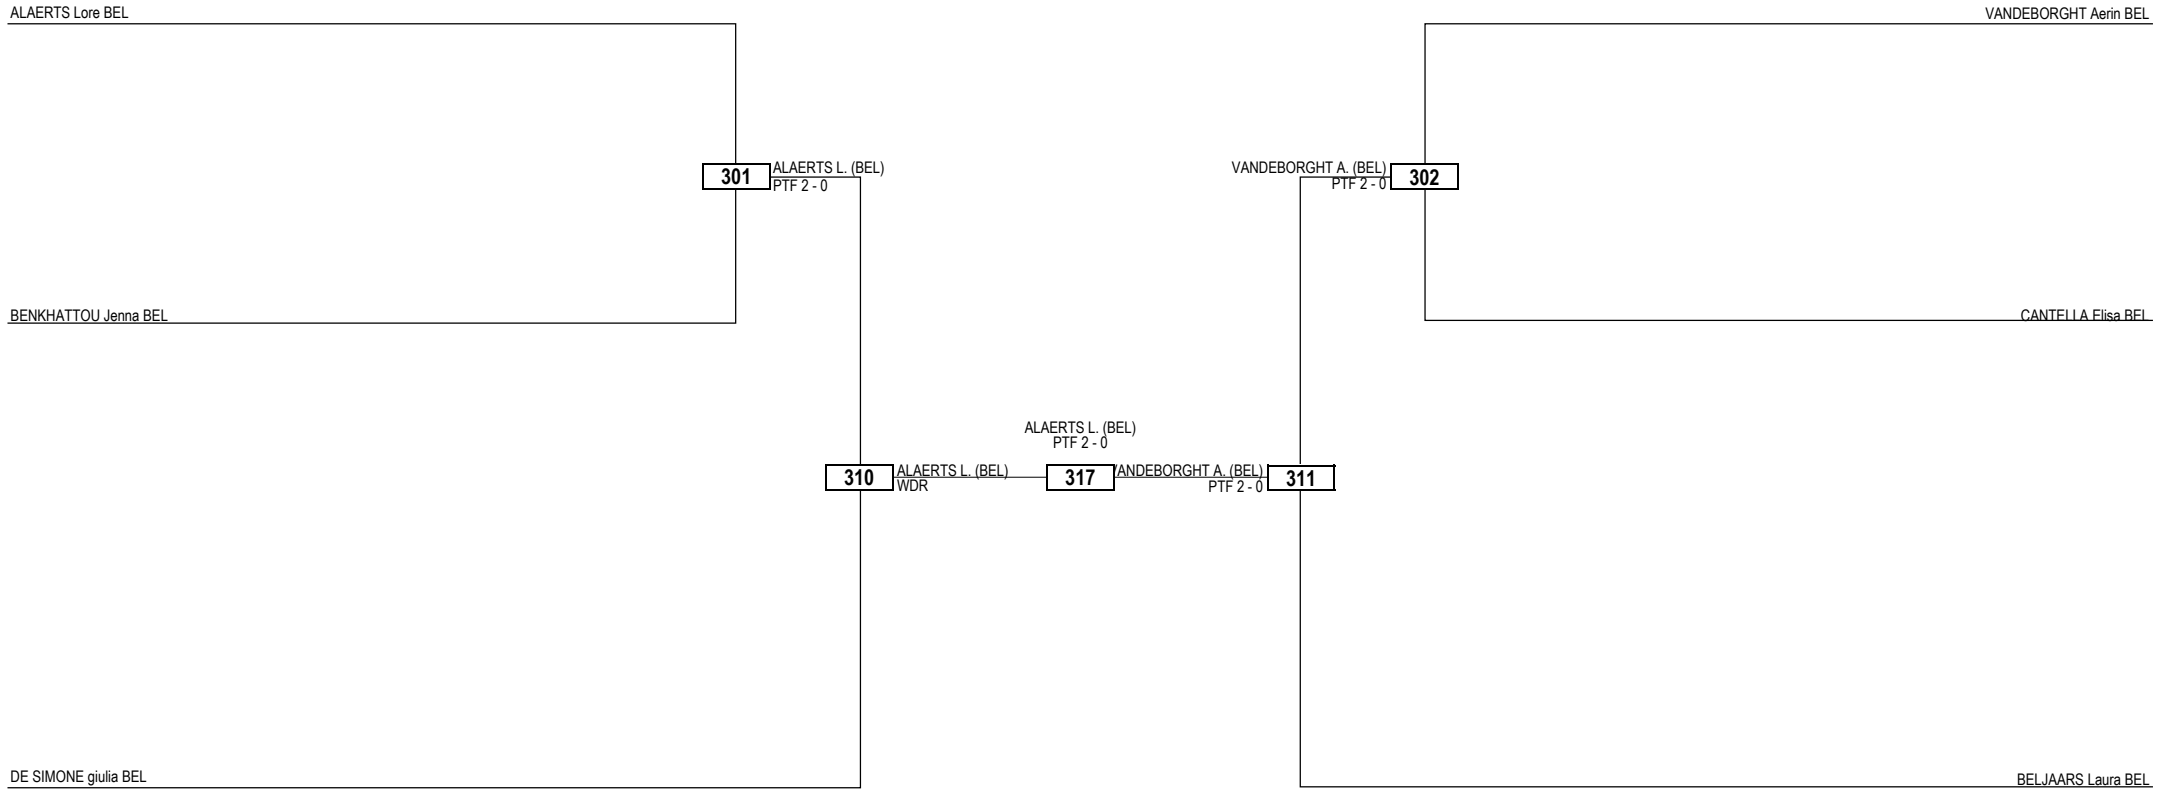 ALAERTS Lore BEL
VANDEBORGHT Aerin BEL
301
ALAERTS L. (BEL)
PTF 2 - 0
VANDEBORGHT A. (BEL)
PTF 2 - 0
302
BENKHATTOU Jenna BEL
CANTELLA Elisa BEL
ALAERTS L. (BEL)
PTF 2 - 0
310
ALAERTS L. (BEL)
WDR
317
VANDEBORGHT A. (BEL)
PTF 2 - 0
311
DE SIMONE giulia BEL
BELJAARS Laura BEL